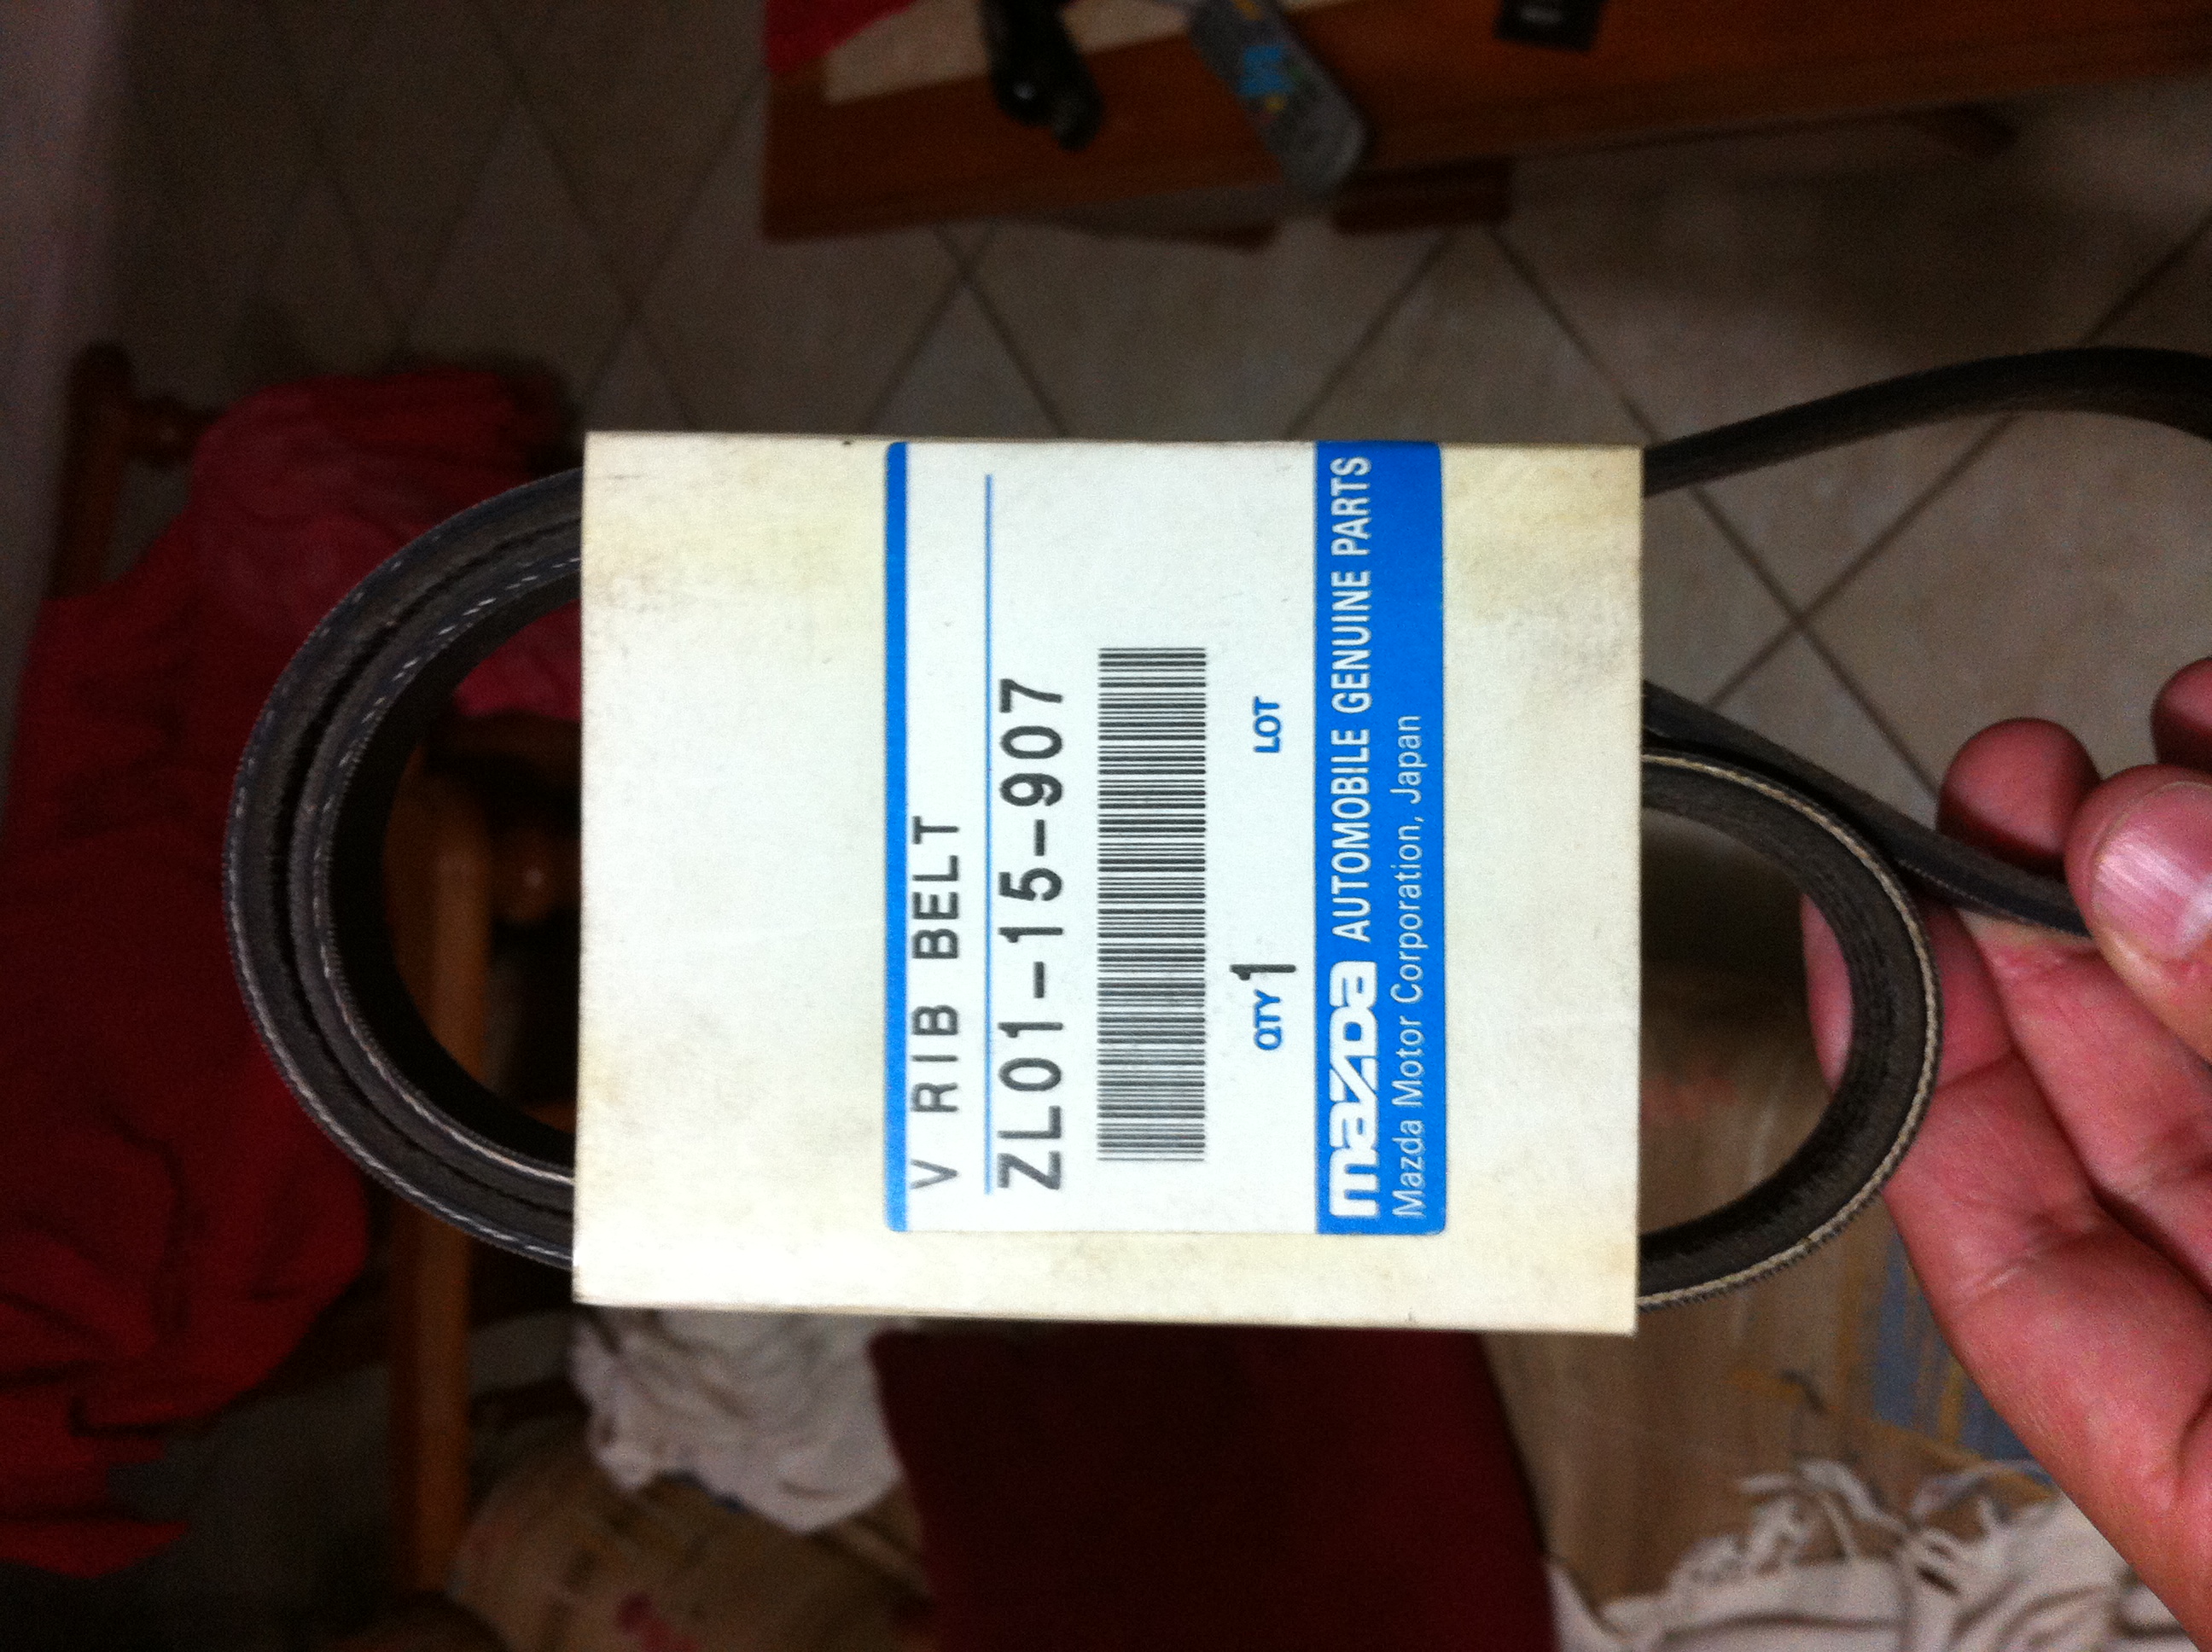 V RIB BELT
ZL01-15-907
QTY 1 LOT
mazda AUTOMOBILE GENUINE PARTS
Mazda Motor Corporation, Japan